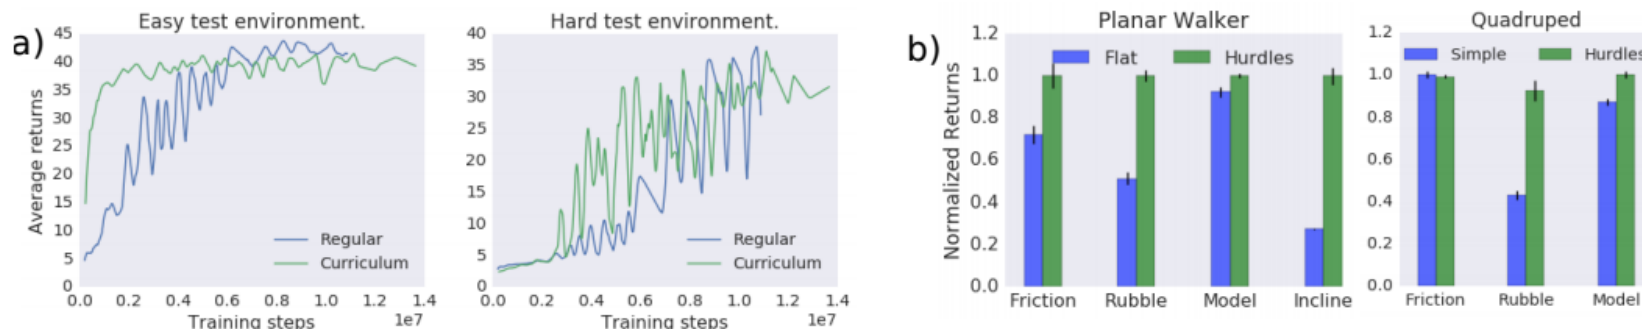 a)
Easy test environment.
Average returns
45
40
35
30
25
20
15
10
5
0
0.0 0.2 0.4 0.6 0.8 1.0 1.2 1.4
1e7
Training steps
Regular
Curriculum
Hard test environment.
40
35
30
25
20
15
10
5
0
0.0 0.2 0.4 0.6 0.8 1.0 1.2 1.4
1e7
Training steps
Regular
Curriculum
b)
Planar Walker
Normalized Returns
1.2
1.0
0.8
0.6
0.4
0.2
0.0
Flat Hurdles
Friction Rubble Model Incline
Quadruped
1.2
1.0
0.8
0.6
0.4
0.2
0.0
Simple Hurdles
Friction Rubble Model